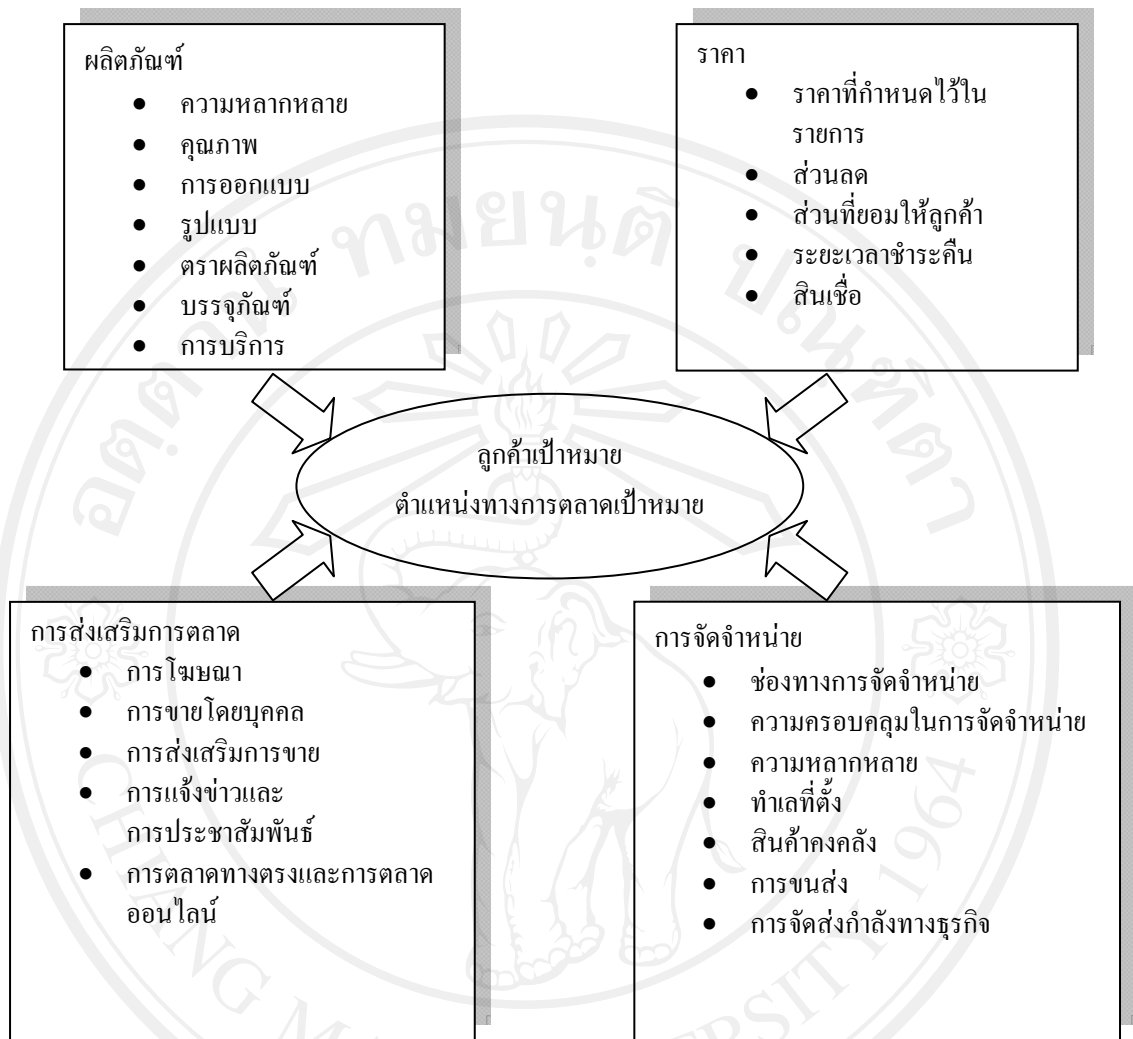 ผลิตภัณฑ์
● ความหลากหลาย
● คุณภาพ
● การออกแบบ
● รูปแบบ
● ตราผลิตภัณฑ์
● บรรจุภัณฑ์
● การบริการ
ราคา
● ราคาที่กำหนดไว้ใน
รายการ
● ส่วนลด
● ส่วนที่ยอมให้ลูกค้า
● ระยะเวลาชำระคืน
● สินเชื่อ
ลูกค้าเป้าหมาย
ตำแหน่งทางการตลาดเป้าหมาย
การส่งเสริมการตลาด
● การโฆษณา
● การขายโดยบุคคล
● การส่งเสริมการขาย
● การแจ้งข่าวและ
การประชาสัมพันธ์
● การตลาดทางตรงและการตลาด
ออนไลน์
การจัดจำหน่าย
● ช่องทางการจัดจำหน่าย
● ความครอบคลุมในการจัดจำหน่าย
● ความหลากหลาย
● ทำเลที่ตั้ง
● สินค้าคงคลัง
● การขนส่ง
● การจัดส่งกำลังทางธุรกิจ